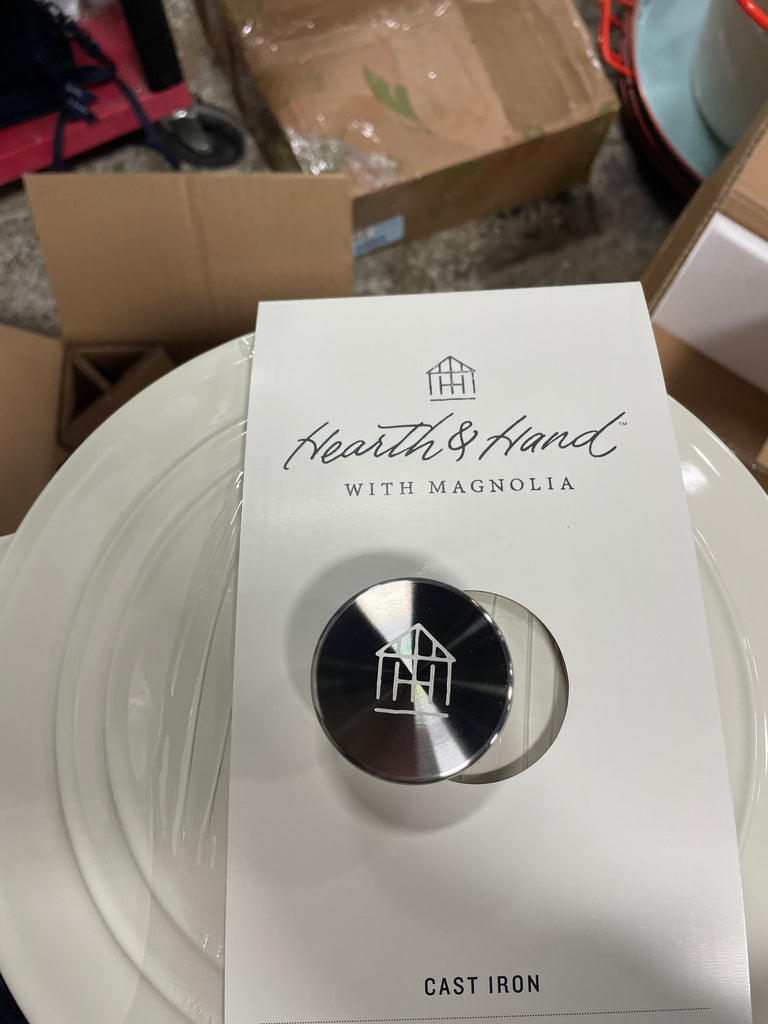 Hearth & Hand™
WITH MAGNOLIA
CAST IRON